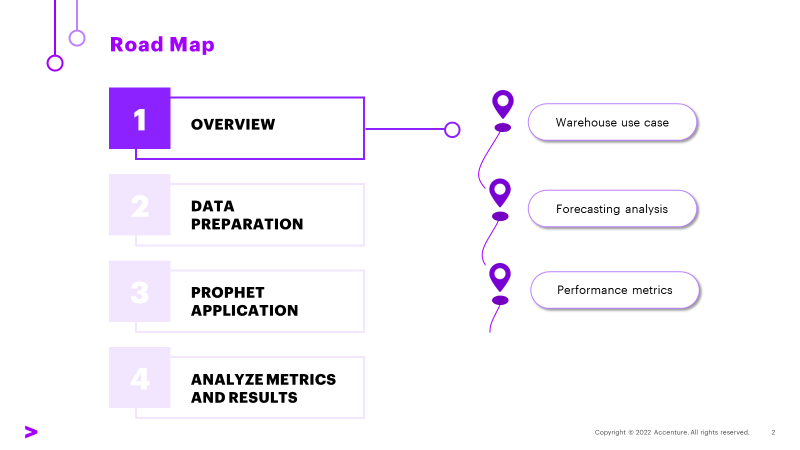 Road Map
1
OVERVIEW
2
DATA
PREPARATION
3
PROPHET
APPLICATION
4
ANALYZE METRICS
AND RESULTS
Warehouse use case
Forecasting analysis
Performance metrics
>
Copyright © 2022 Accenture. All rights reserved.
2